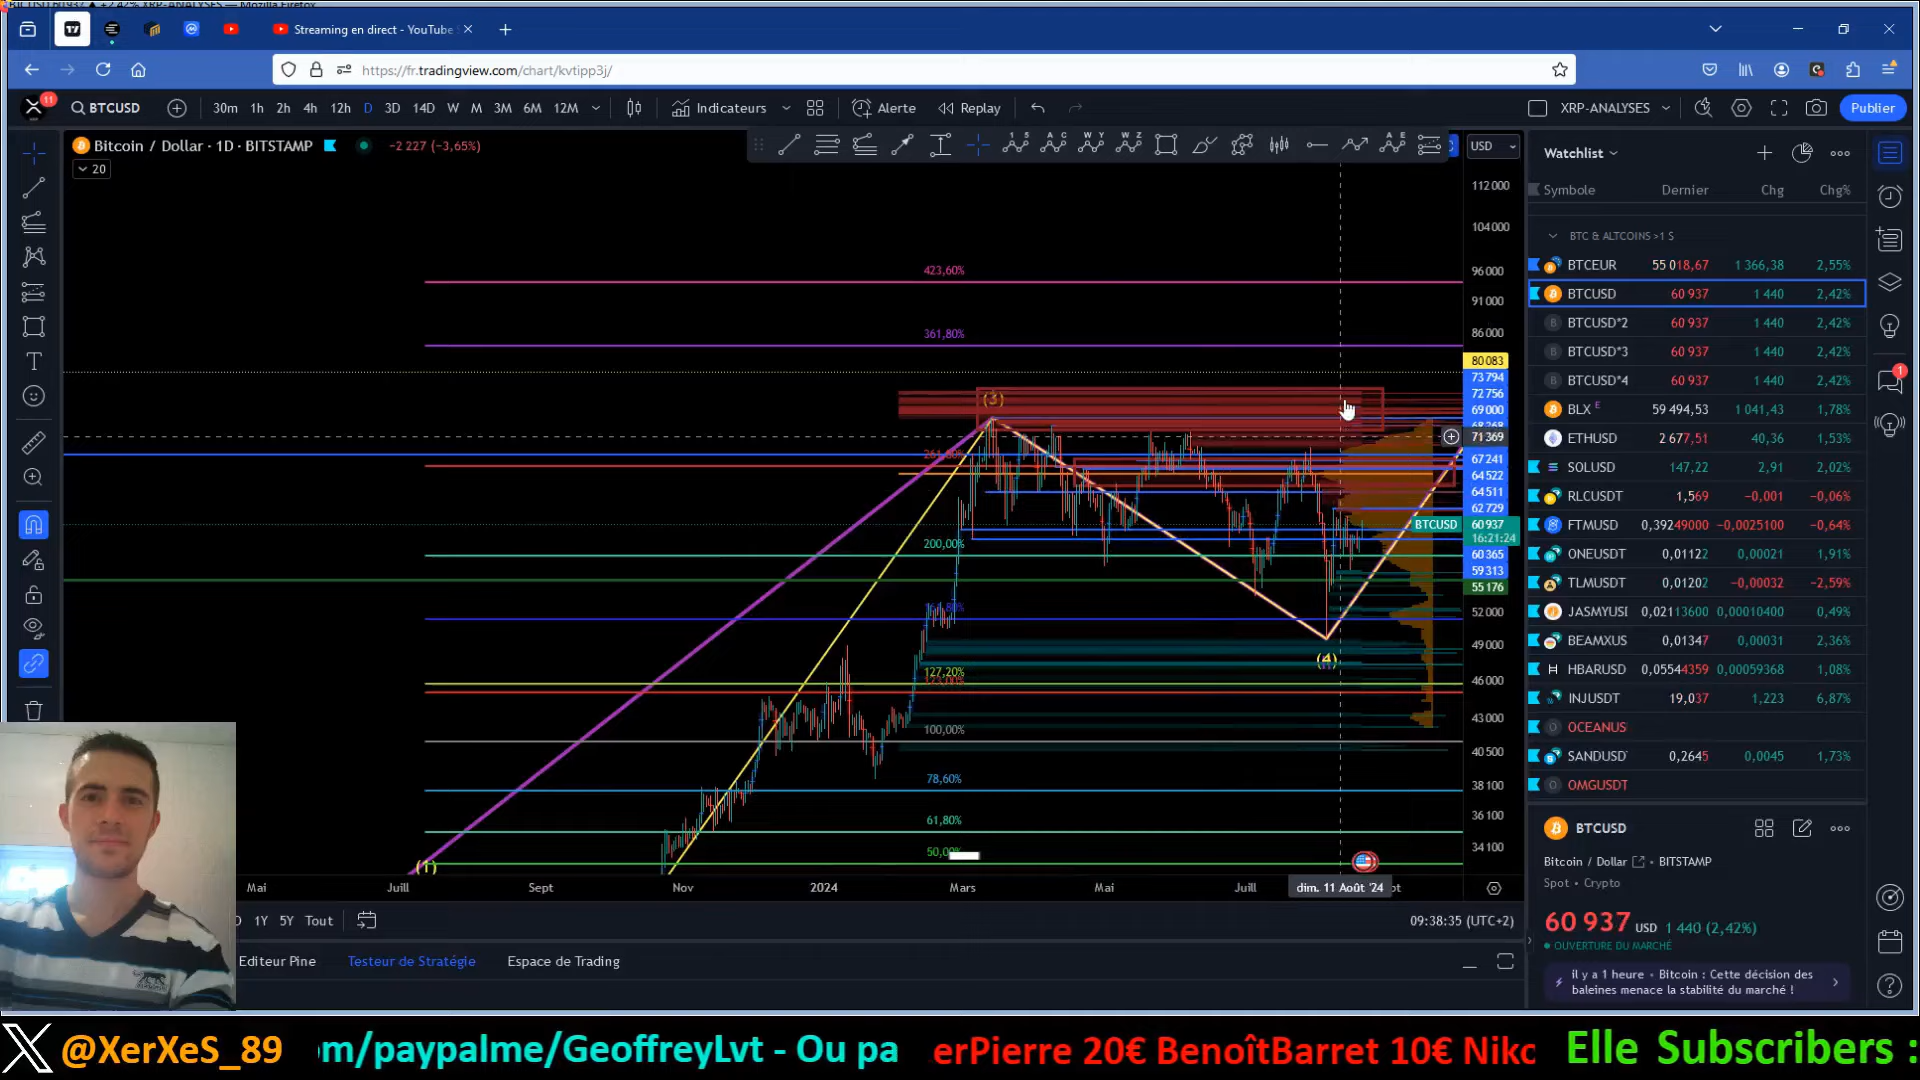 BTCUSD 60 937 ▲ +2.42% XRP-ANALYSES — Mozilla Firefox
Streaming en direct - YouTube
https://fr.tradingview.com/chart/kvtipp3j/
11
BTCUSD
30m 1h 2h 4h 12h D 3D 14D W M 3M 6M 12M
Indicateurs
Alerte
Replay
XRP-ANALYSES
Publier
Bitcoin / Dollar · 1D · BITSTAMP
−2 227 (−3,65%)
20
USD
112 000
104 000
96 000
91 000
86 000
80 083
73 794
72 756
69 000
71 369
67 241
64 522
64 511
62 729
BTCUSD 60 937
16:21:24
60 365
59 313
55 176
52 000
49 000
46 000
43 000
40 500
38 100
36 100
34 100
423,60%
361,80%
(3)
261,80%
200,00%
(4)
127,20%
100,00%
78,60%
61,80%
50,00%
(1)
Mai Juill Sept Nov 2024 Mars Mai Juill dim. 11 Août '24
1Y 5Y Tout
09:38:35 (UTC+2)
Editeur Pine
Testeur de Stratégie
Espace de Trading
Watchlist
Symbole Dernier Chg Chg%
BTC & ALTCOINS >1 $
BTCEUR 55 018,67 1 366,38 2,55%
BTCUSD 60 937 1 440 2,42%
BTCUSD*2 60 937 1 440 2,42%
BTCUSD*3 60 937 1 440 2,42%
BTCUSD*4 60 937 1 440 2,42%
BLX E 59 494,53 1 041,43 1,78%
ETHUSD 2 677,51 40,36 1,53%
SOLUSD 147,22 2,91 2,02%
RLCUSDT 1,569 −0,001 −0,06%
FTMUSD 0,39249000 −0,0025100 −0,64%
ONEUSDT 0,01122 0,00021 1,91%
TLMUSDT 0,01202 −0,00032 −2,59%
JASMYUSI 0,02113600 0,00010400 0,49%
BEAMXUS 0,01347 0,00031 2,36%
HBARUSD 0,05544359 0,00059368 1,08%
INJUSDT 19,037 1,223 6,87%
OCEANUS
SANDUSD 0,2645 0,0045 1,73%
OMGUSDT
BTCUSD
Bitcoin / Dollar · BITSTAMP
Spot · Crypto
60 937 USD 1 440 (2,42%)
OUVERTURE DU MARCHÉ
il y a 1 heure · Bitcoin : Cette décision des
baleines menace la stabilité du marché !
1
@XerXeS_89
om/paypalme/GeoffreyLvt - Ou pa
erPierre 20€ BenoîtBarret 10€ Nikc
Elle Subscribers :